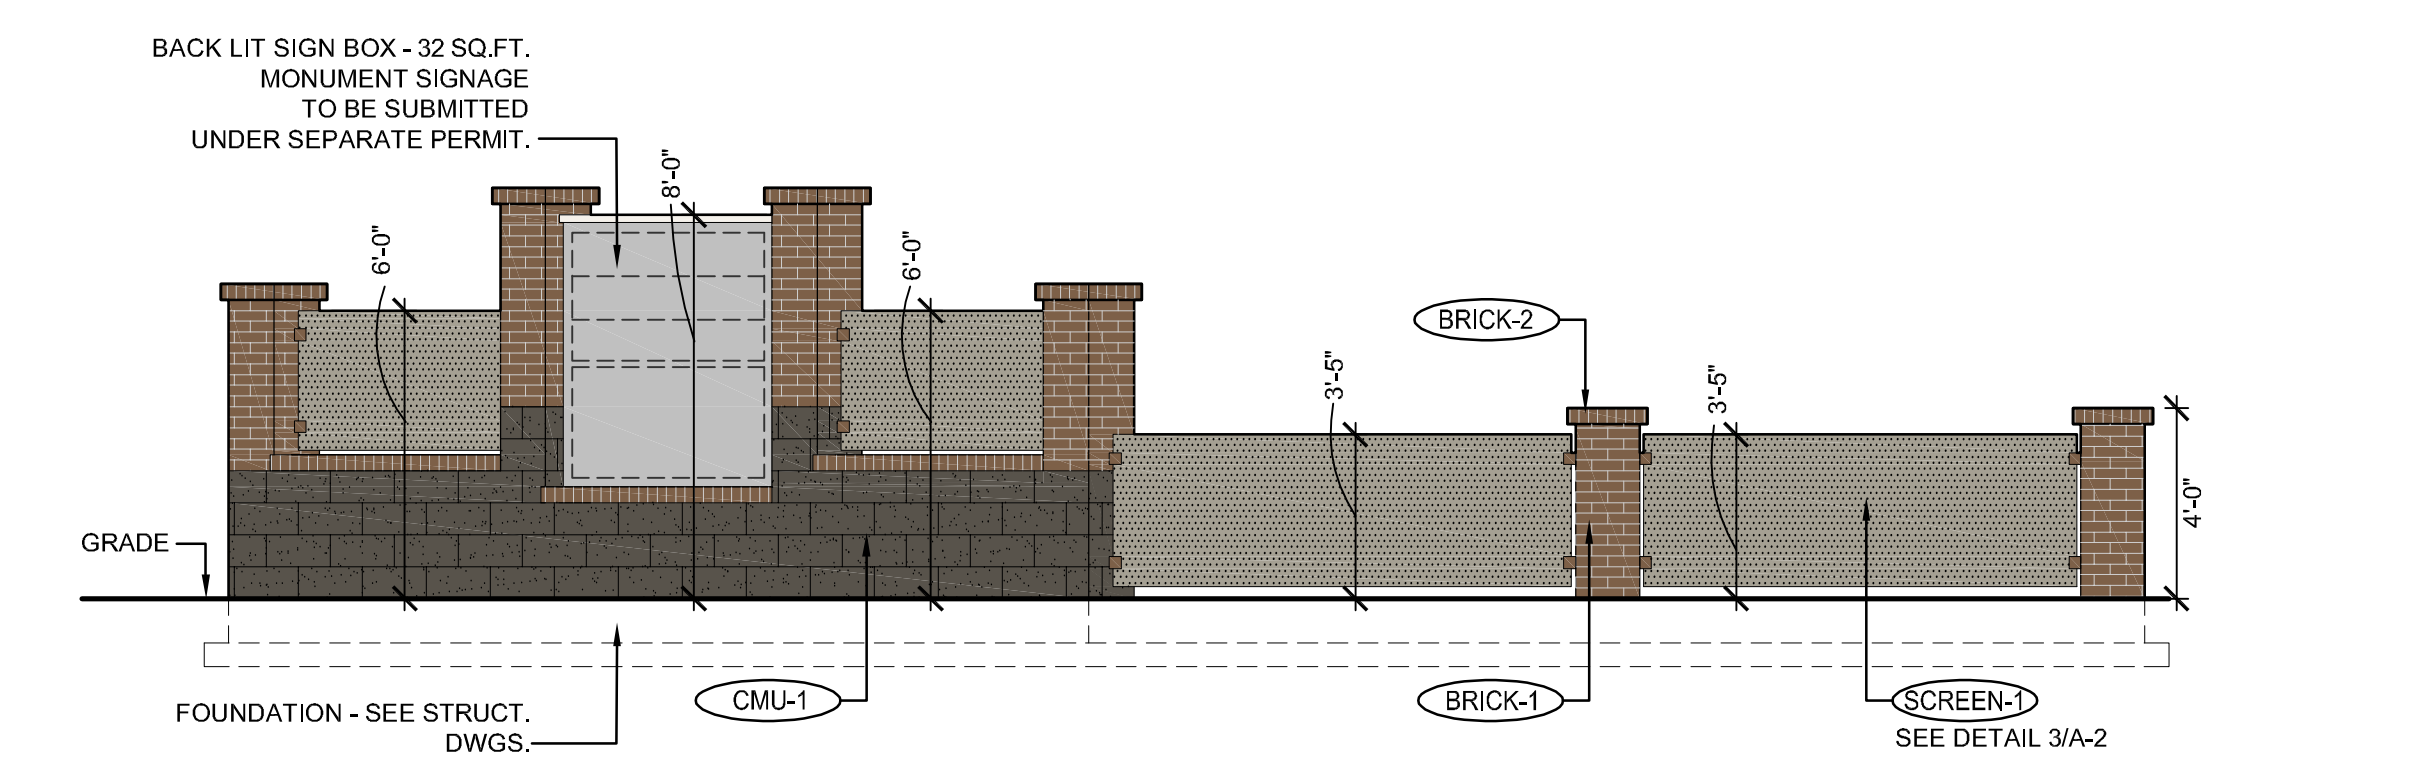 BACK LIT SIGN BOX - 32 SQ.FT.
MONUMENT SIGNAGE
TO BE SUBMITTED
UNDER SEPARATE PERMIT.
8'-0"
6'-0"
6'-0"
BRICK-2
3'-5"
3'-5"
4'-0"
GRADE
CMU-1
BRICK-1
SCREEN-1
SEE DETAIL 3/A-2
FOUNDATION - SEE STRUCT.
DWGS.